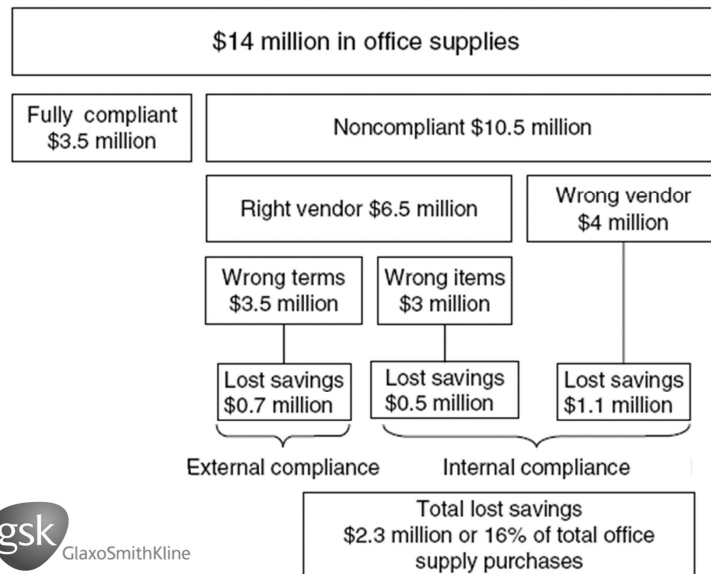 $14 million in office supplies
Fully compliant
$3.5 million
Noncompliant $10.5 million
Right vendor $6.5 million
Wrong vendor
$4 million
Wrong terms
$3.5 million
Wrong items
$3 million
Lost savings
$0.7 million
Lost savings
$0.5 million
Lost savings
$1.1 million
External compliance
Internal compliance
Total lost savings
$2.3 million or 16% of total office
supply purchases
gsk
GlaxoSmithKline